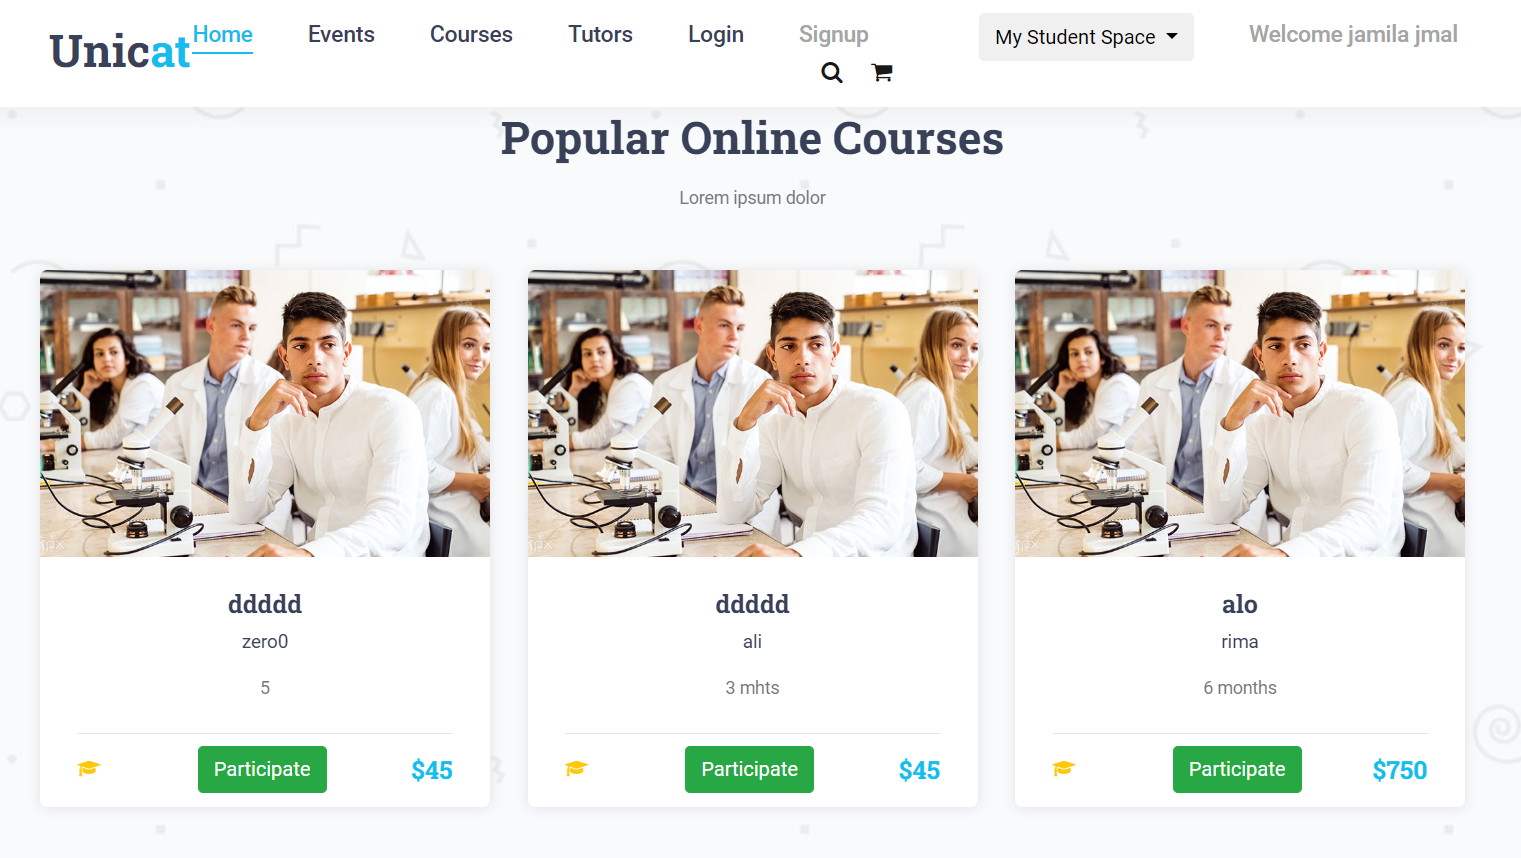 Unicat
Home Events Courses Tutors Login Signup My Student Space Welcome jamila jmal
Popular Online Courses
Lorem ipsum dolor
ddddd
zero0
5
Participate $45
ddddd
ali
3 mhts
Participate $45
alo
rima
6 months
Participate $750